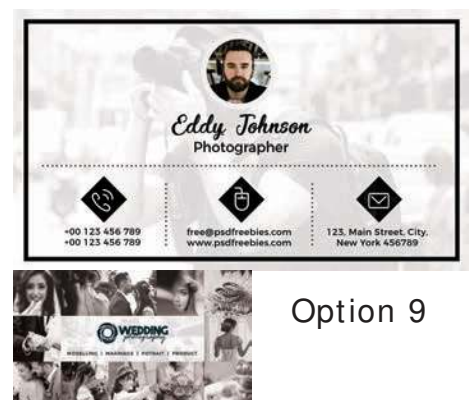 Eddy Johnson
Photographer
+00 123 456 789
+00 123 456 789
free@psdfreebies.com
www.psdfreebies.com
123, Main Street, City,
New York 456789
WEDDING
photography
MODELLING | MARRIAGE | POTRAIT | PRODUCT
Option 9